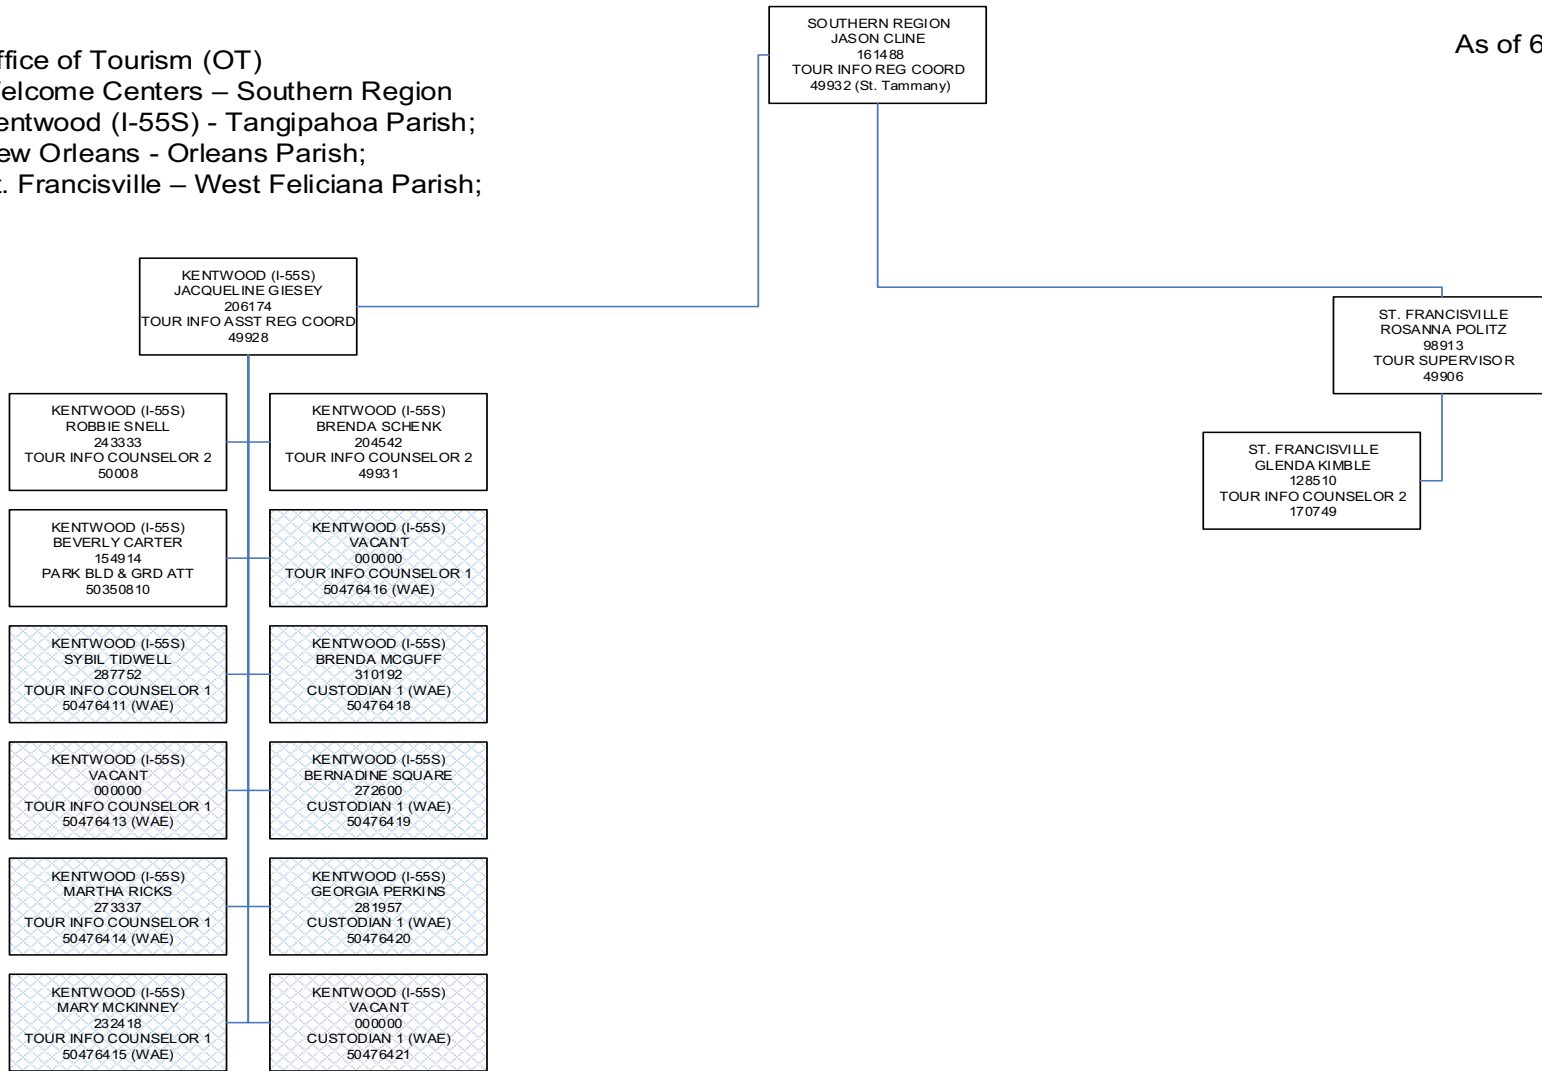 ffice of Tourism (OT)
elcome Centers – Southern Region
entwood (I-55S) - Tangipahoa Parish;
ew Orleans - Orleans Parish;
t. Francisville – West Feliciana Parish;
SOUTHERN REGION
JASON CLINE
161488
TOUR INFO REG COORD
49932 (St. Tammany)
As of 6
KENTWOOD (I-55S)
JACQUELINE GIESEY
206174
TOUR INFO ASST REG COORD
49928
ST. FRANCISVILLE
ROSANNA POLITZ
98913
TOUR SUPERVISOR
49906
KENTWOOD (I-55S)
ROBBIE SNELL
243333
TOUR INFO COUNSELOR 2
50008
KENTWOOD (I-55S)
BRENDA SCHENK
204542
TOUR INFO COUNSELOR 2
49931
ST. FRANCISVILLE
GLENDA KIMBLE
128510
TOUR INFO COUNSELOR 2
170749
KENTWOOD (I-55S)
BEVERLY CARTER
154914
PARK BLD & GRD ATT
50350810
KENTWOOD (I-55S)
VACANT
000000
TOUR INFO COUNSELOR 1
50476416 (WAE)
KENTWOOD (I-55S)
SYBIL TIDWELL
287752
TOUR INFO COUNSELOR 1
50476411 (WAE)
KENTWOOD (I-55S)
BRENDA MCGUFF
310192
CUSTODIAN 1 (WAE)
50476418
KENTWOOD (I-55S)
VACANT
000000
TOUR INFO COUNSELOR 1
50476413 (WAE)
KENTWOOD (I-55S)
BERNADINE SQUARE
272600
CUSTODIAN 1 (WAE)
50476419
KENTWOOD (I-55S)
MARTHA RICKS
273337
TOUR INFO COUNSELOR 1
50476414 (WAE)
KENTWOOD (I-55S)
GEORGIA PERKINS
281957
CUSTODIAN 1 (WAE)
50476420
KENTWOOD (I-55S)
MARY MCKINNEY
232418
TOUR INFO COUNSELOR 1
50476415 (WAE)
KENTWOOD (I-55S)
VACANT
000000
CUSTODIAN 1 (WAE)
50476421